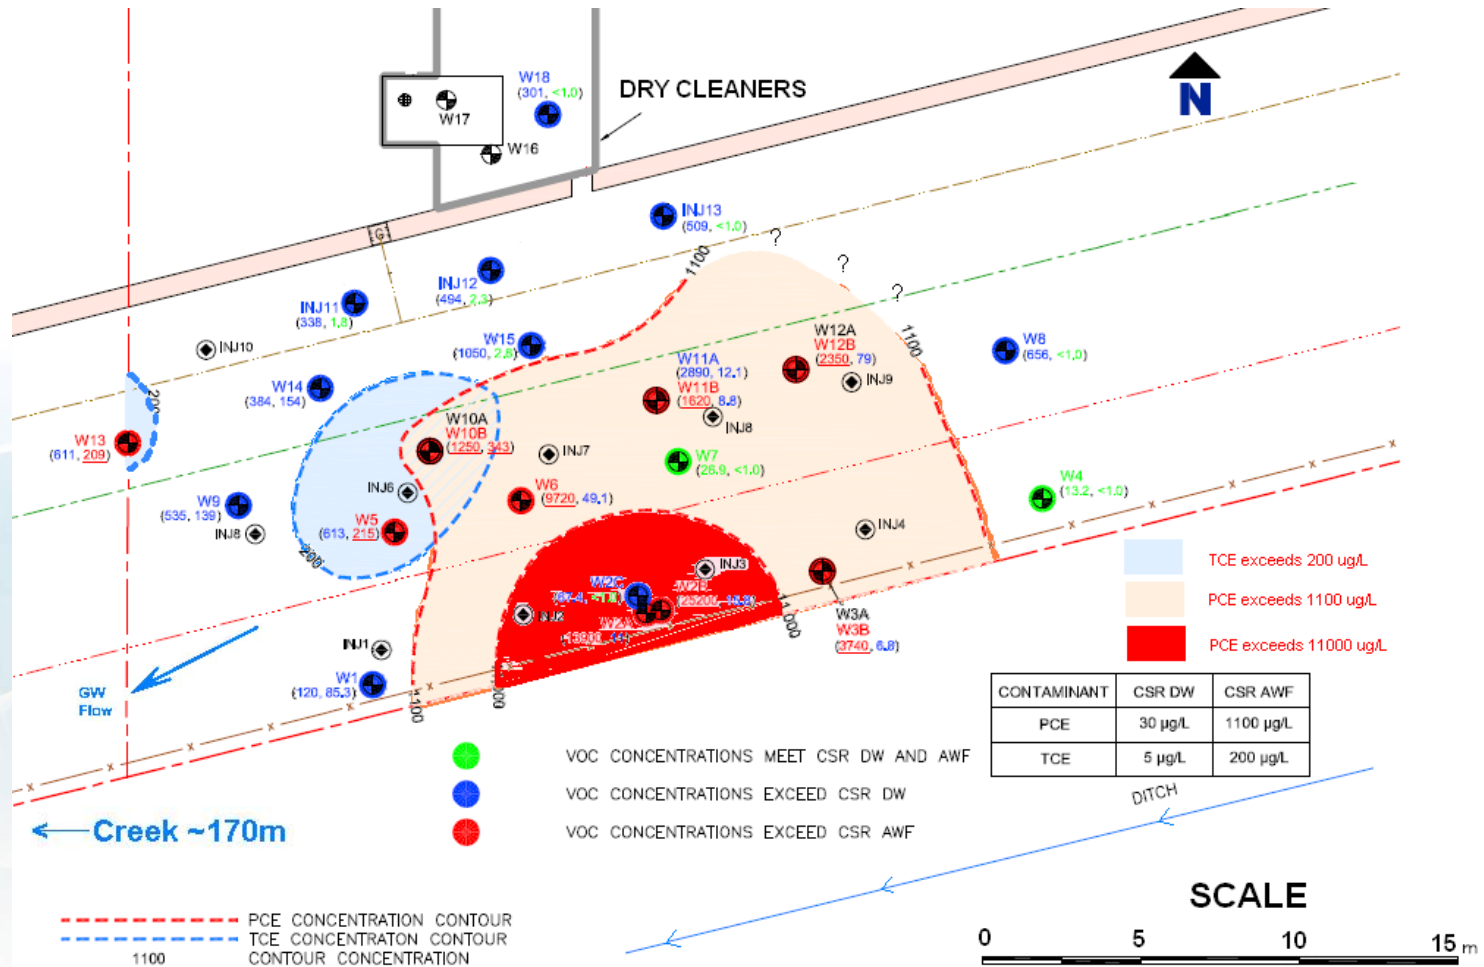 W18
(301, <1.0)
DRY CLEANERS
N
W17
W16
INJ13
(509, <1.0)
G
1100
?
?
?
INJ12
(494, 2.3)
INJ11
(338, 1.8)
INJ10
W15
(1050, 2.8)
W12A
W12B
(2350, 79)
1100
W8
(656, <1.0)
W11A
(2890, 12.1)
W11B
(1620, 8.8)
INJ9
INJ8
W14
(384, 154)
200
W10A
W10B
(1250, 343)
W13
(611, 209)
INJ7
W7
(28.9, <1.0)
W4
(13.2, <1.0)
INJ6
W6
(9720, 49.1)
W9
(535, 139)
INJ8
W5
(613, 215)
INJ4
200
INJ3
W2C
W2B
INJ2
W2A
11000
W3A
W3B
(3740, 6.8)
TCE exceeds 200 ug/L
PCE exceeds 1100 ug/L
PCE exceeds 11000 ug/L
INJ1
W1
(120, 85.3)
GW
Flow
CONTAMINANT CSR DW CSR AWF
PCE 30 µg/L 1100 µg/L
TCE 5 µg/L 200 µg/L
VOC CONCENTRATIONS MEET CSR DW AND AWF
VOC CONCENTRATIONS EXCEED CSR DW
VOC CONCENTRATIONS EXCEED CSR AWF
DITCH
Creek ~170m
SCALE
0 5 10 15 m
PCE CONCENTRATION CONTOUR
TCE CONCENTRATON CONTOUR
1100 CONTOUR CONCENTRATION